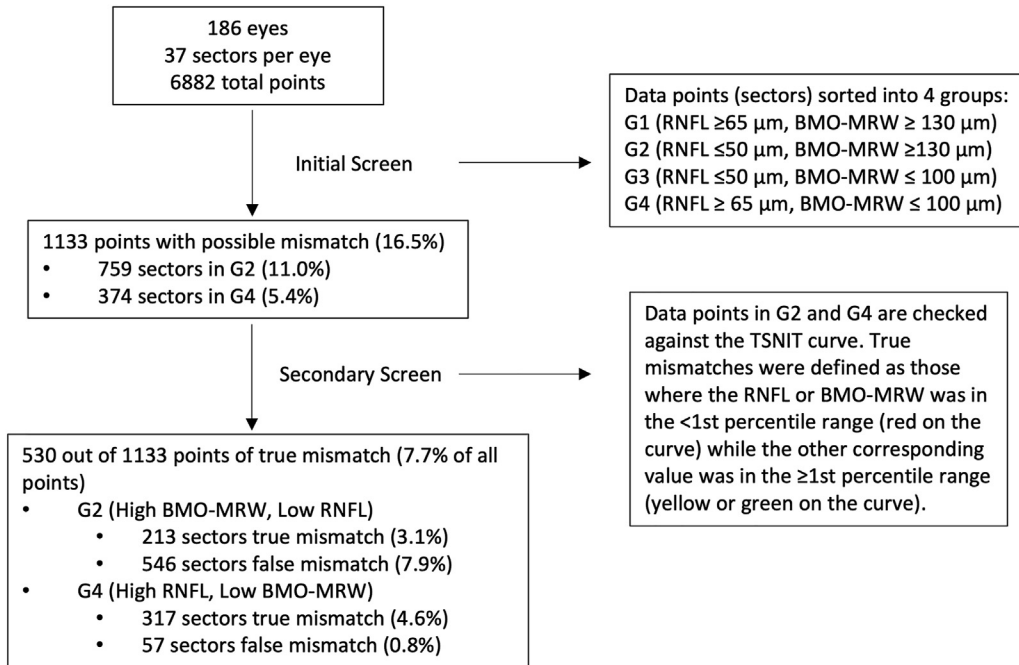 186 eyes
37 sectors per eye
6882 total points
Initial Screen
Data points (sectors) sorted into 4 groups:
G1 (RNFL ≥65 µm, BMO-MRW ≥ 130 µm)
G2 (RNFL ≤50 µm, BMO-MRW ≥130 µm)
G3 (RNFL ≤50 µm, BMO-MRW ≤ 100 µm)
G4 (RNFL ≥ 65 µm, BMO-MRW ≤ 100 µm)
1133 points with possible mismatch (16.5%)
• 759 sectors in G2 (11.0%)
• 374 sectors in G4 (5.4%)
Secondary Screen
Data points in G2 and G4 are checked
against the TSNIT curve. True
mismatches were defined as those
where the RNFL or BMO-MRW was in
the <1st percentile range (red on the
curve) while the other corresponding
value was in the ≥1st percentile range
(yellow or green on the curve).
530 out of 1133 points of true mismatch (7.7% of all
points)
• G2 (High BMO-MRW, Low RNFL)
• 213 sectors true mismatch (3.1%)
• 546 sectors false mismatch (7.9%)
• G4 (High RNFL, Low BMO-MRW)
• 317 sectors true mismatch (4.6%)
• 57 sectors false mismatch (0.8%)